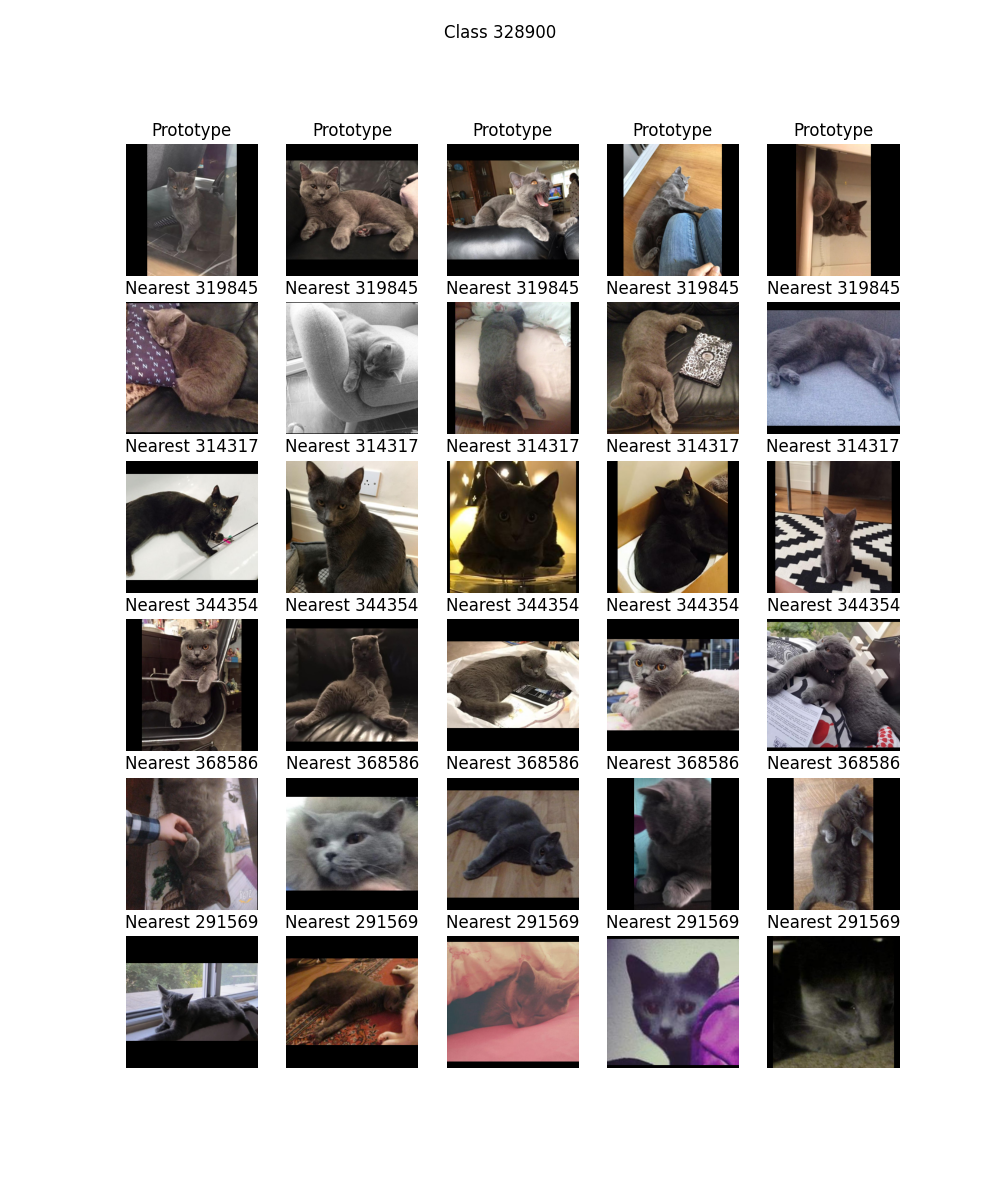 Class 328900
Prototype Prototype Prototype Prototype Prototype
Nearest 319845 Nearest 319845 Nearest 319845 Nearest 319845 Nearest 319845
Nearest 314317 Nearest 314317 Nearest 314317 Nearest 314317 Nearest 314317
Nearest 344354 Nearest 344354 Nearest 344354 Nearest 344354 Nearest 344354
Nearest 368586 Nearest 368586 Nearest 368586 Nearest 368586 Nearest 368586
Nearest 291569 Nearest 291569 Nearest 291569 Nearest 291569 Nearest 291569